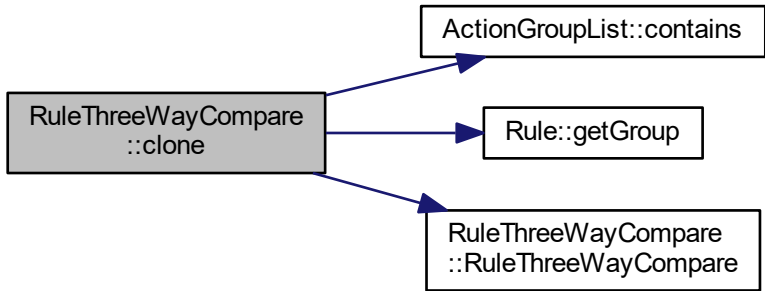 ActionGroupList::contains
RuleThreeWayCompare
::clone
Rule::getGroup
RuleThreeWayCompare
::RuleThreeWayCompare